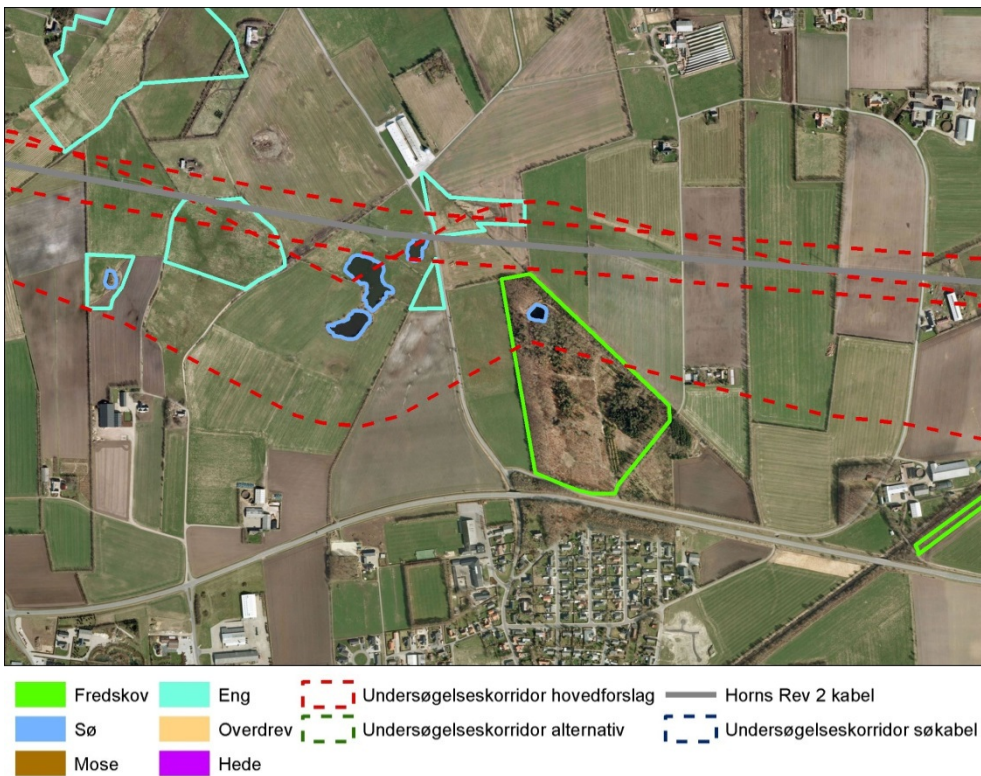 Fredskov
Eng
Undersøgelseskorridor hovedforslag
Horns Rev 2 kabel
Sø
Overdrev
Undersøgelseskorridor alternativ
Undersøgelseskorridor søkabel
Mose
Hede